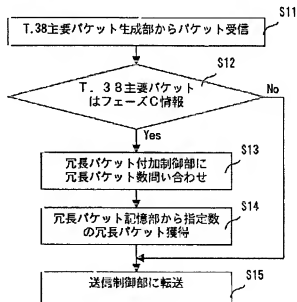 S11
T.38主要パケット生成部からパケット受信
S12
T．38主要パケット
はフェーズC情報
No
Yes
S13
冗長パケット付加制御部に
冗長パケット数問い合わせ
S14
冗長パケット記憶部から指定数
の冗長パケット獲得
S15
送信制御部に転送